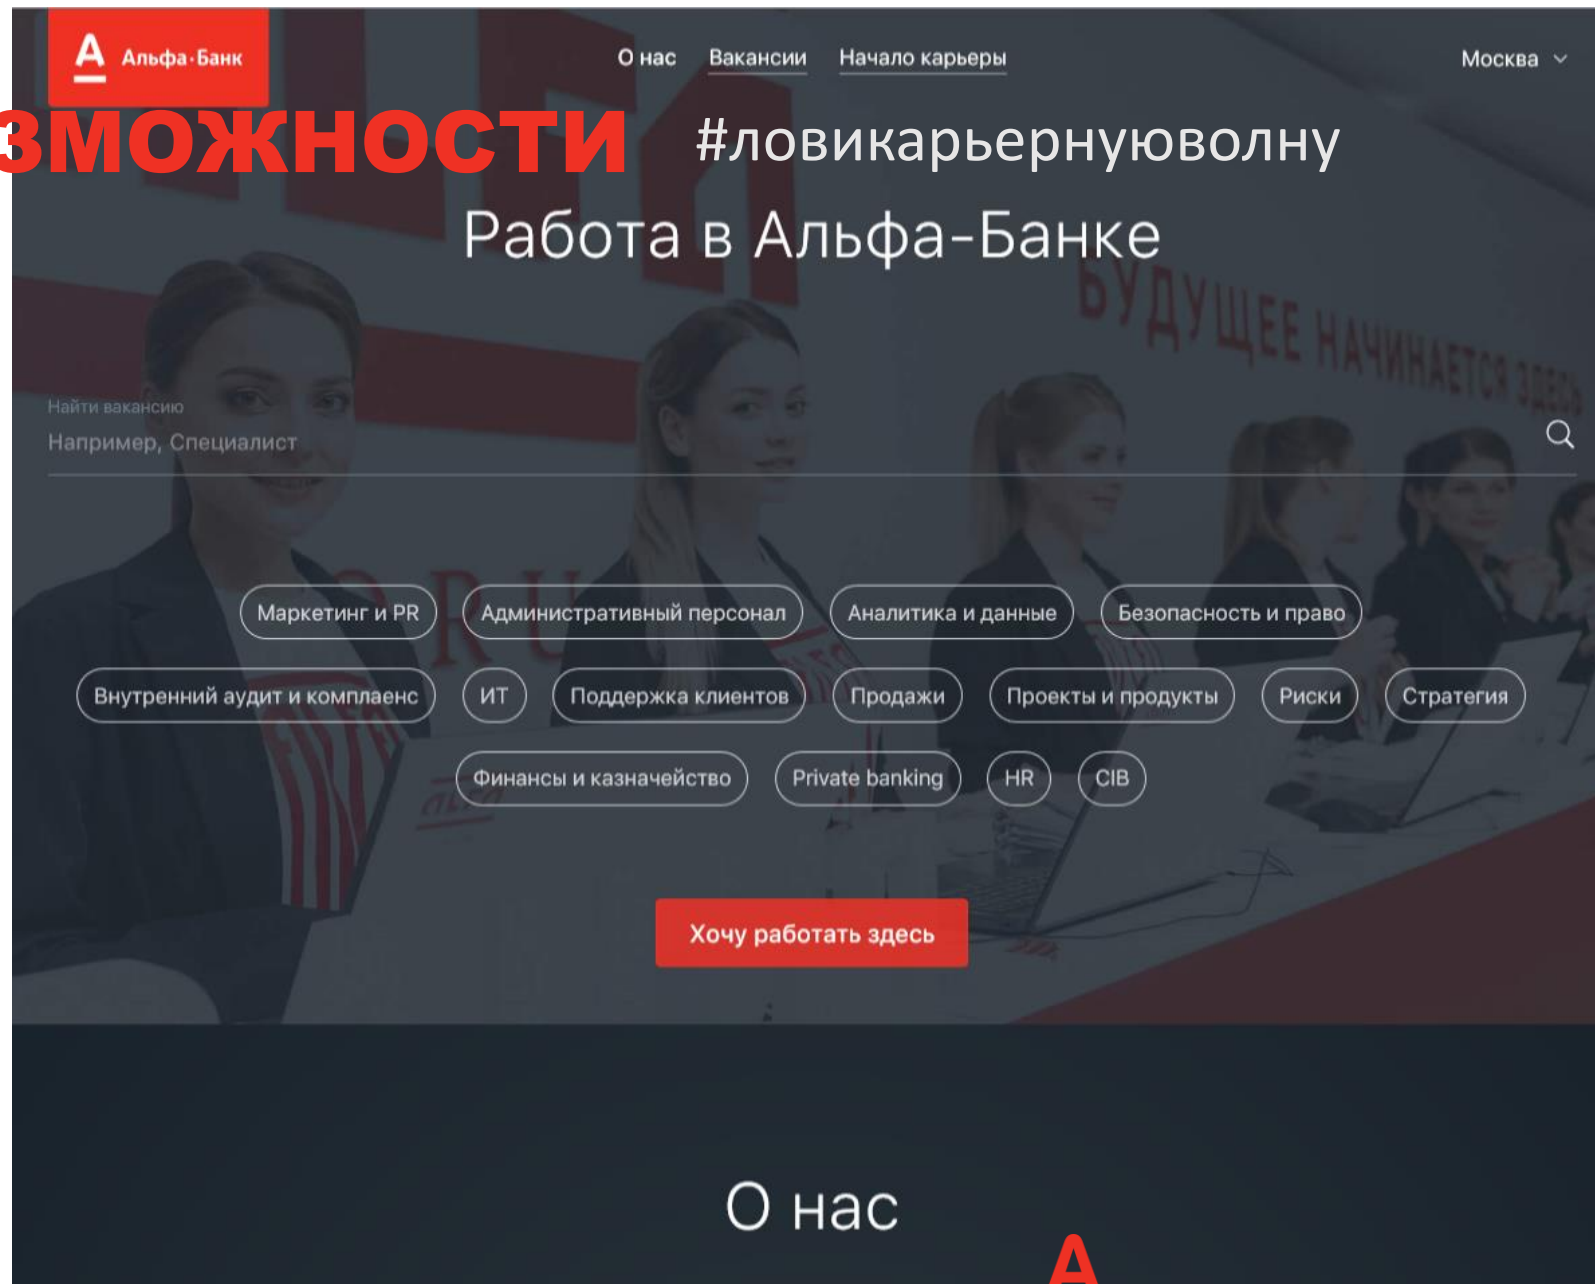 Альфа·Банк
О нас Вакансии Начало карьеры
Москва
зможности #ловикарьернуюволну
Работа в Альфа-Банке
БУДУЩЕЕ НАЧИНАЕТСЯ ЗДЕСЬ
Найти вакансию
Например, Специалист
Маркетинг и PR Административный персонал Аналитика и данные Безопасность и право
Внутренний аудит и комплаенс ИТ Поддержка клиентов Продажи Проекты и продукты Риски Стратегия
Финансы и казначейство Private banking HR CIB
Хочу работать здесь
О нас
А